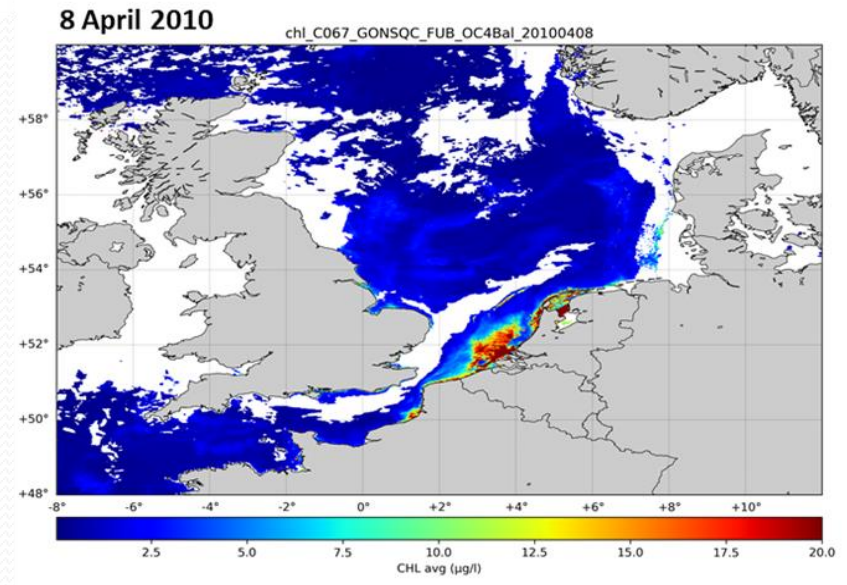 8 April 2010
chl_C067_GONSQC_FUB_OC4Bal_20100408
+58°
+56°
+54°
+52°
+50°
+48°
-8° -6° -4° -2° 0° +2° +4° +6° +8° +10°
2.5 5.0 7.5 10.0 12.5 15.0 17.5 20.0
CHL avg (µg/l)